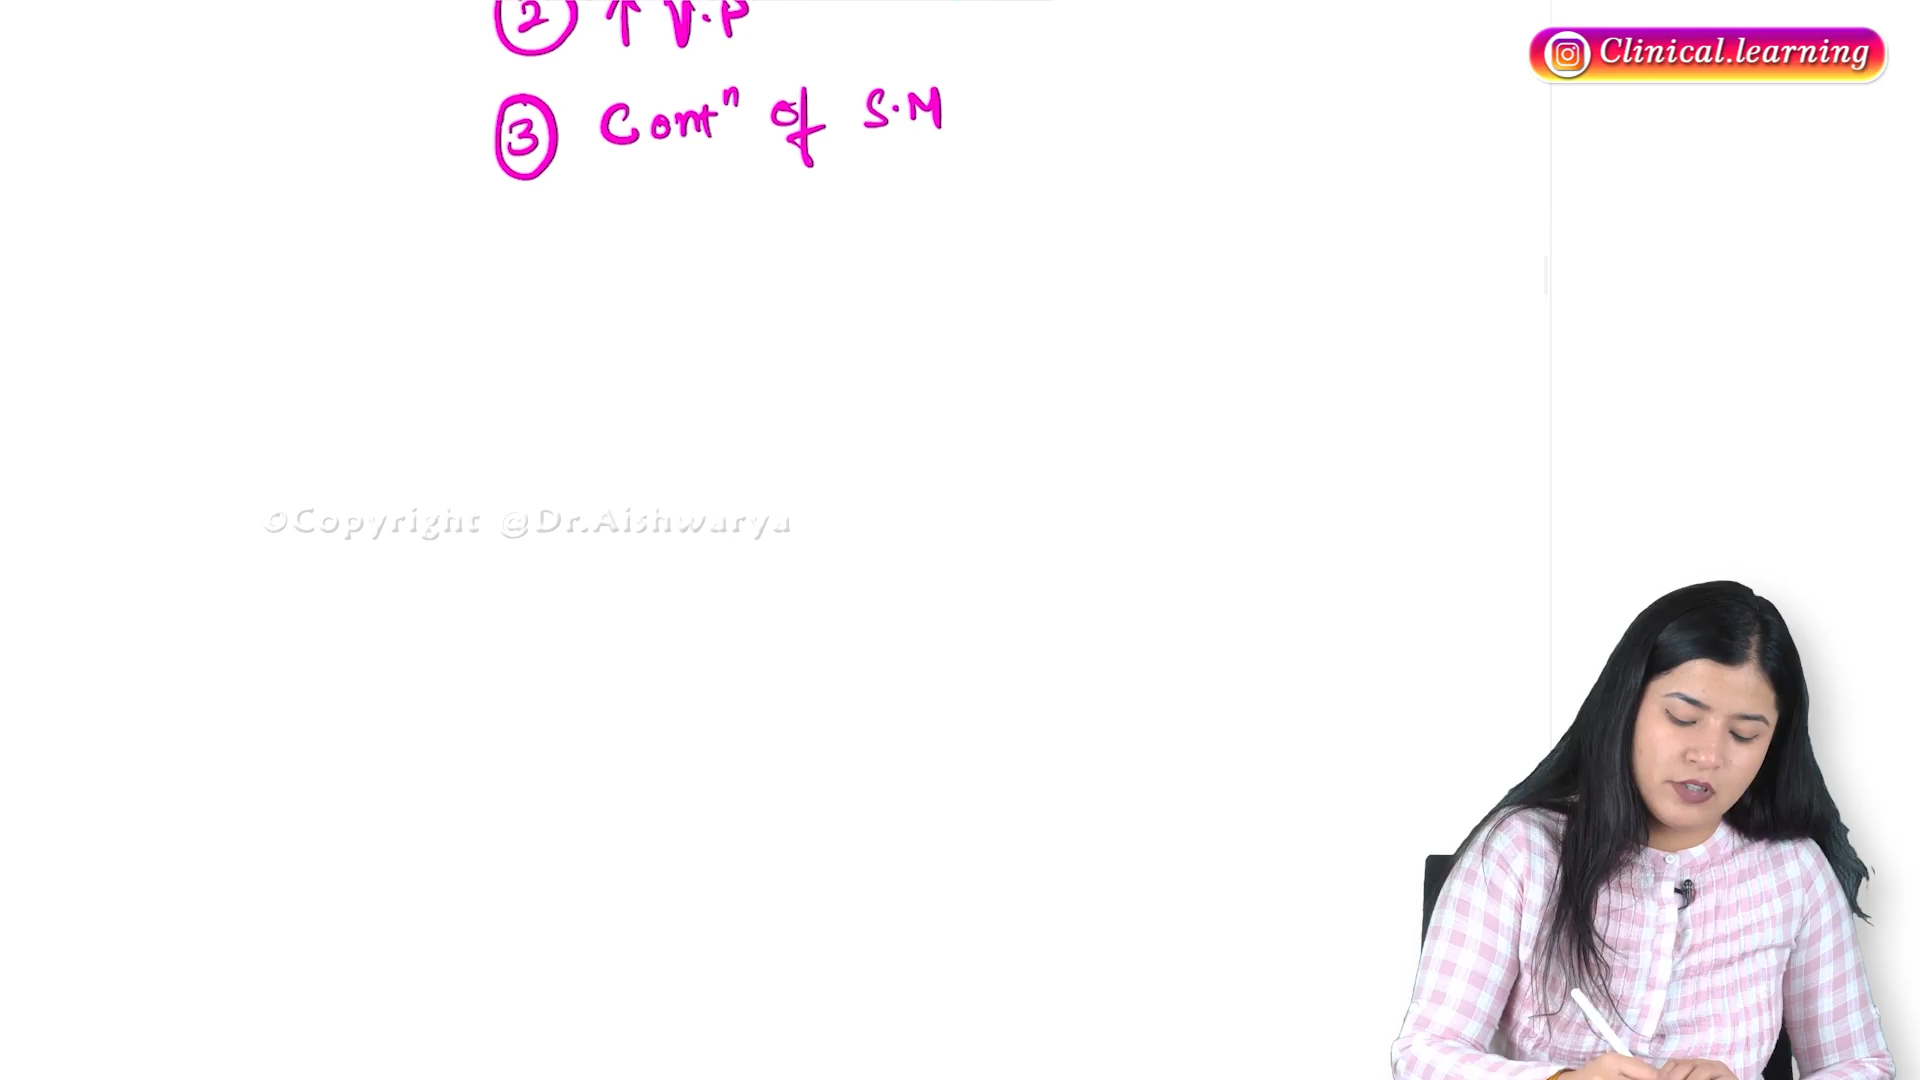 ② ↑ V.P
③ Contⁿ of S.M
Clinical.learning
©Copyright @Dr.Aishwarya